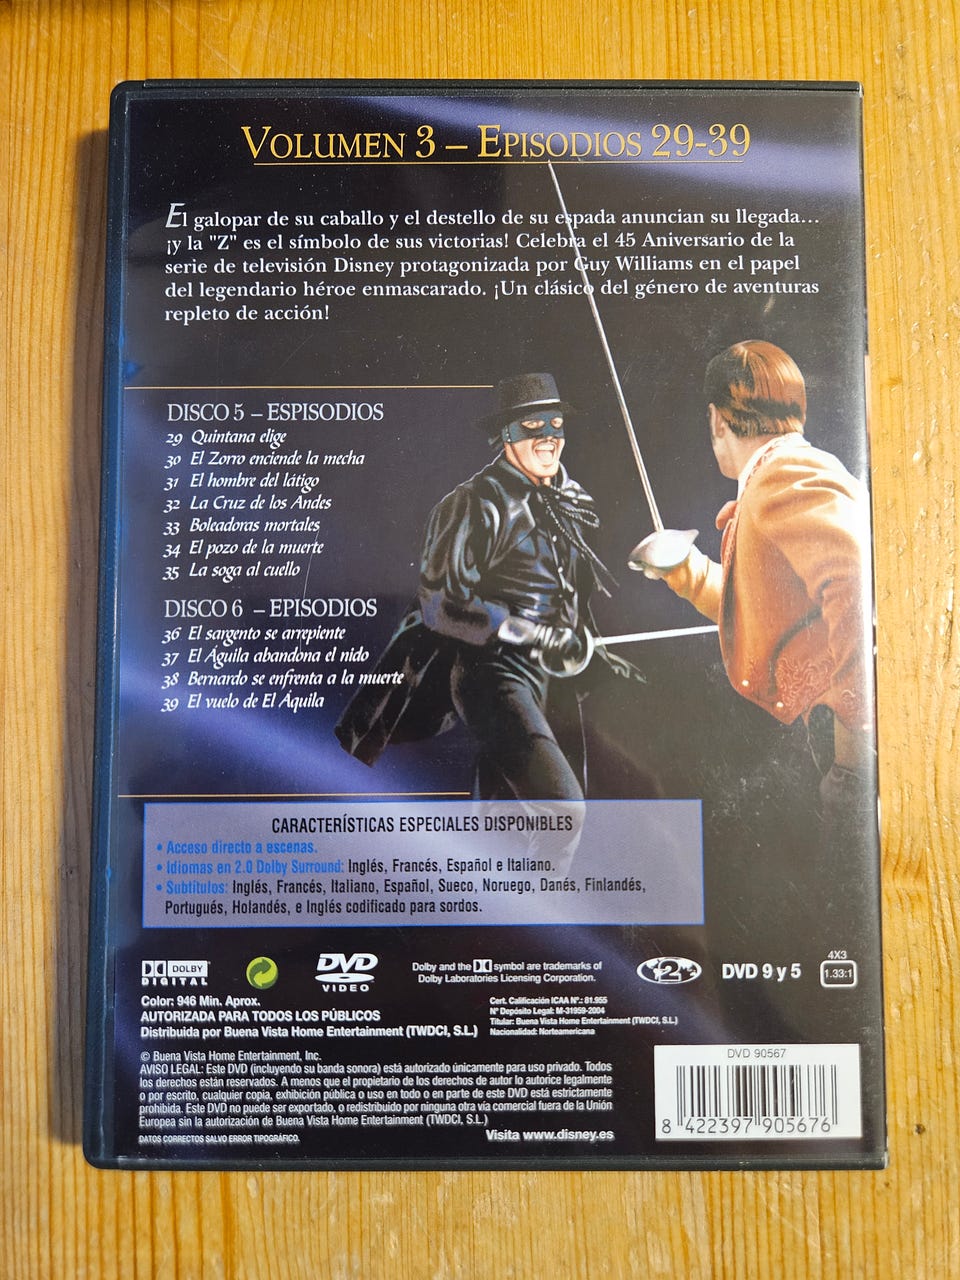 VOLUMEN 3 – EPISODIOS 29-39
El galopar de su caballo y el destello de su espada anuncian su llegada...
¡y la "Z" es el símbolo de sus victorias! Celebra el 45 Aniversario de la
serie de televisión Disney protagonizada por Guy Williams en el papel
del legendario héroe enmascarado. ¡Un clásico del género de aventuras
repleto de acción!
DISCO 5 – ESPISODIOS
29 Quintana elige
30 El Zorro enciende la mecha
31 El hombre del látigo
32 La Cruz de los Andes
33 Boleadoras mortales
34 El pozo de la muerte
35 La soga al cuello
DISCO 6 – EPISODIOS
36 El sargento se arrepiente
37 El Águila abandona el nido
38 Bernardo se enfrenta a la muerte
39 El vuelo de El Águila
CARACTERÍSTICAS ESPECIALES DISPONIBLES
• Acceso directo a escenas.
• Idiomas en 2.0 Dolby Surround: Inglés, Francés, Español e Italiano.
• Subtítulos: Inglés, Francés, Italiano, Español, Sueco, Noruego, Danés, Finlandés,
Portugués, Holandés, e Inglés codificado para sordos.
DOLBY
DIGITAL
DVD
VIDEO
Dolby and the symbol are trademarks of
Dolby Laboratories Licensing Corporation.
2
DVD 9 y 5
4X3
1.33:1
Color: 946 Min. Aprox.
AUTORIZADA PARA TODOS LOS PÚBLICOS
Distribuida por Buena Vista Home Entertainment (TWDCI, S.L.)
Cert. Calificación ICAA Nº.: 81.955
Nº Depósito Legal: M-31959-2004
Titular: Buena Vista Home Entertainment (TWDCI, S.L.)
Nacionalidad: Norteamericana
© Buena Vista Home Entertainment, Inc.
AVISO LEGAL: Este DVD (incluyendo su banda sonora) está autorizado únicamente para uso privado. Todos
los derechos están reservados. A menos que el propietario de los derechos de autor lo autorice legalmente
o por escrito, cualquier copia, exhibición pública o uso en todo o en parte de este DVD está estrictamente
prohibida. Este DVD no puede ser exportado, o redistribuido por ninguna otra vía comercial fuera de la Unión
Europea sin la autorización de Buena Vista Home Entertainment (TWDCI, S.L.)
DATOS CORRECTOS SALVO ERROR TIPOGRÁFICO.
Visita www.disney.es
DVD 90567
8 422397 905676